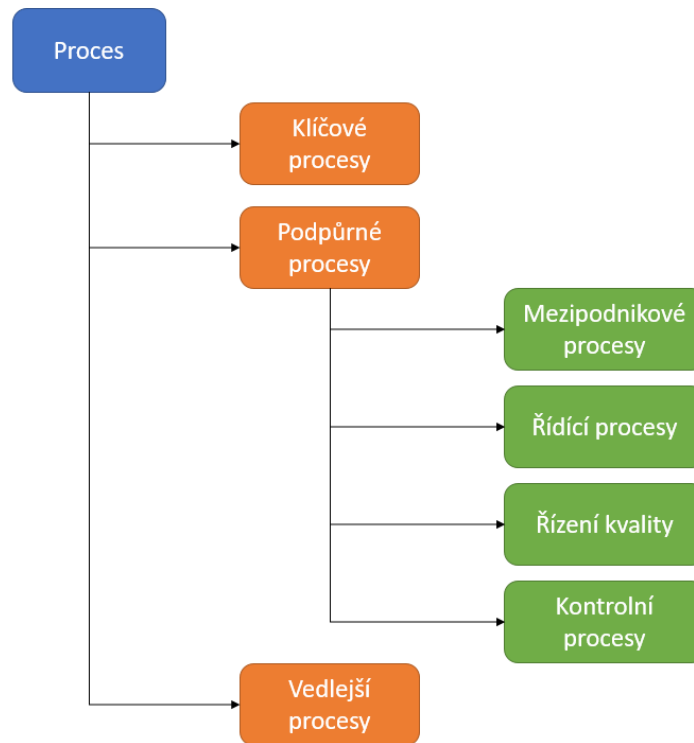 Proces
Klíčové
procesy
Podpůrné
procesy
Mezipodnikové
procesy
Řídící procesy
Řízení kvality
Kontrolní
procesy
Vedlejší
procesy